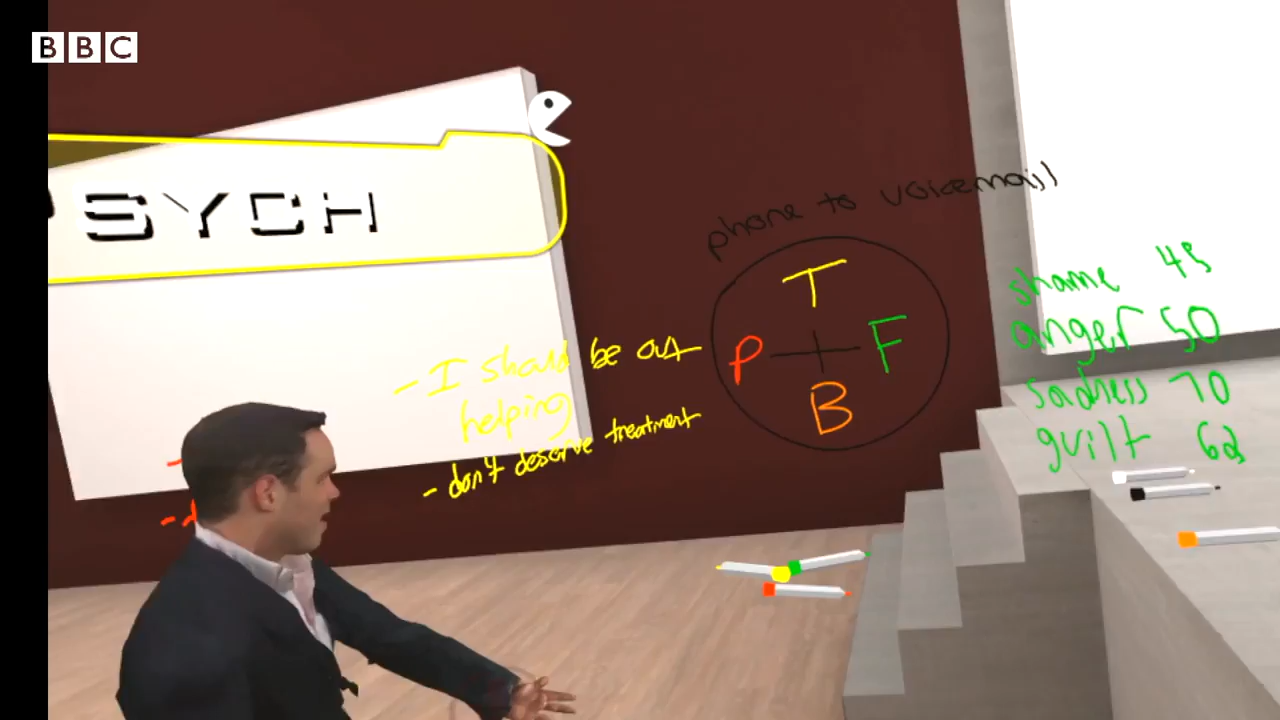 BBC
SYCH
phone to voicemail
T
P
F
B
- I should be out
helping
- don't deserve treatment
shame 45
anger 50
sadness 70
guilt 62